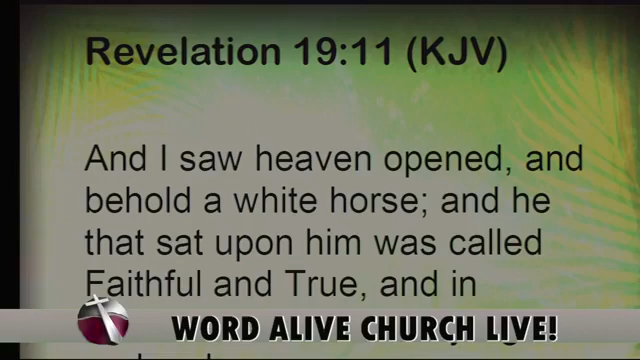 Revelation 19:11 (KJV)
And I saw heaven opened, and
behold a white horse; and he
that sat upon him was called
Faithful and True, and in
WORD ALIVE CHURCH LIVE!